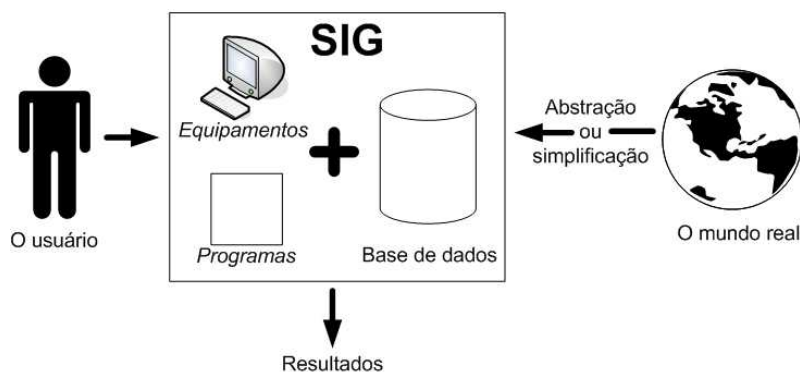 SIG
Equipamentos
Programas
Base de dados
O usuário
Abstração
ou
simplificação
O mundo real
Resultados